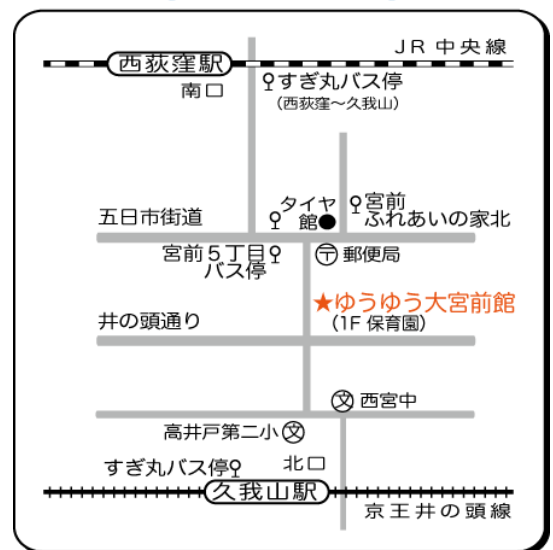 JR中央線
西荻窪駅
すぎ丸バス停
南口
(西荻窪〜久我山)
タイヤ
館
宮前
ふれあいの家北
五日市街道
宮前5丁目
バス停
〒郵便局
★ゆうゆう大宮前館
(1F 保育園)
井の頭通り
文 西宮中
高井戸第二小 文
すぎ丸バス停
北口
久我山駅
京王井の頭線